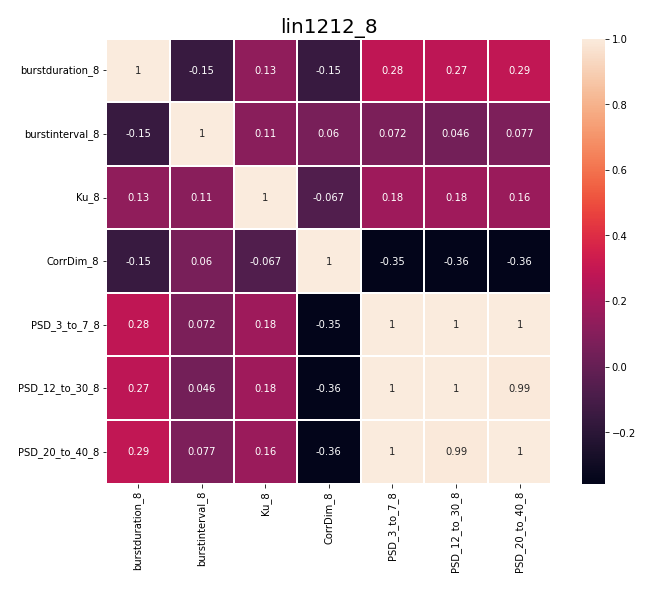 lin1212_8
burstduration_8 1 -0.15 0.13 -0.15 0.28 0.27 0.29
burstinterval_8 -0.15 1 0.11 0.06 0.072 0.046 0.077
Ku_8 0.13 0.11 1 -0.067 0.18 0.18 0.16
CorrDim_8 -0.15 0.06 -0.067 1 -0.35 -0.36 -0.36
PSD_3_to_7_8 0.28 0.072 0.18 -0.35 1 1 1
PSD_12_to_30_8 0.27 0.046 0.18 -0.36 1 1 0.99
PSD_20_to_40_8 0.29 0.077 0.16 -0.36 1 0.99 1
burstduration_8
burstinterval_8
Ku_8
CorrDim_8
PSD_3_to_7_8
PSD_12_to_30_8
PSD_20_to_40_8
1.0
0.8
0.6
0.4
0.2
0.0
−0.2